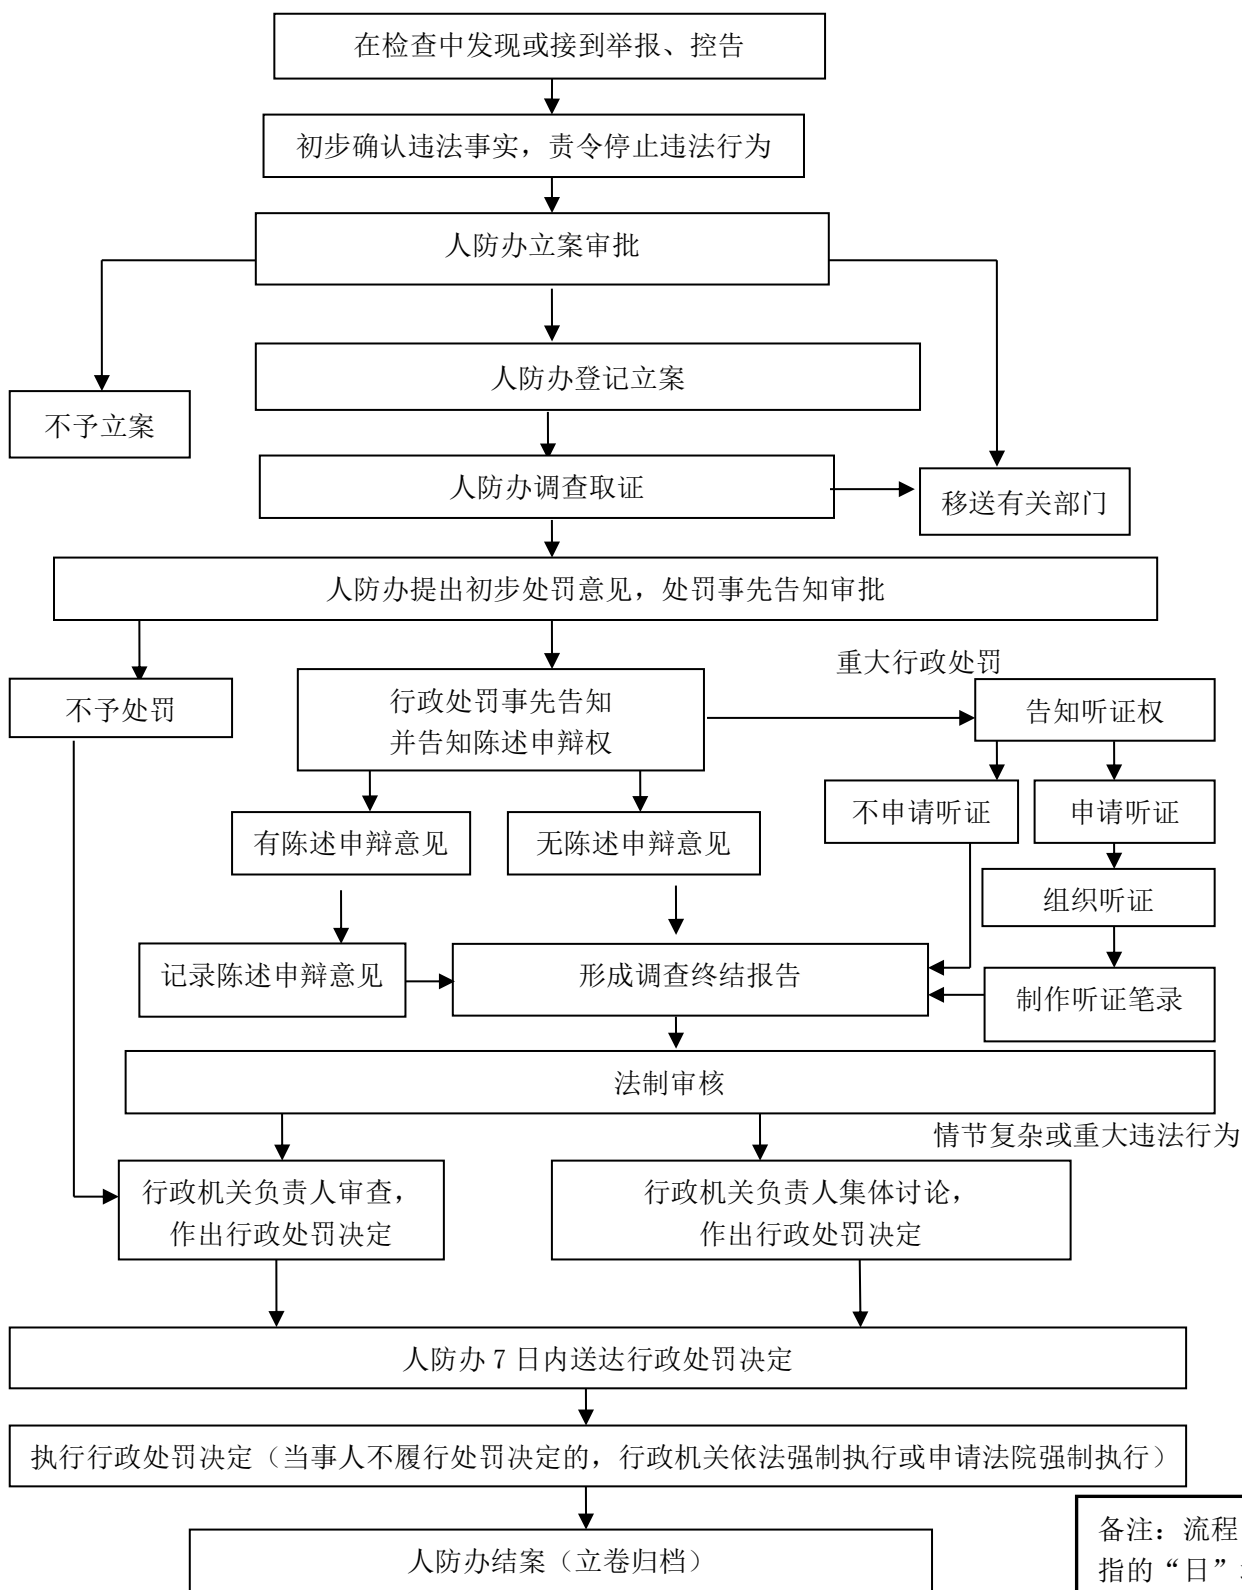 在检查中发现或接到举报、控告
初步确认违法事实，责令停止违法行为
人防办立案审批
人防办登记立案
不予立案
人防办调查取证
移送有关部门
人防办提出初步处罚意见，处罚事先告知审批
重大行政处罚
不予处罚
行政处罚事先告知
并告知陈述申辩权
告知听证权
不申请听证
申请听证
有陈述申辩意见
无陈述申辩意见
组织听证
记录陈述申辩意见
形成调查终结报告
制作听证笔录
法制审核
情节复杂或重大违法行为
行政机关负责人审查，
作出行政处罚决定
行政机关负责人集体讨论，
作出行政处罚决定
人防办 7 日内送达行政处罚决定
执行行政处罚决定（当事人不履行处罚决定的，行政机关依法强制执行或申请法院强制执行）
人防办结案（立卷归档）
备注：流程
指的“日”